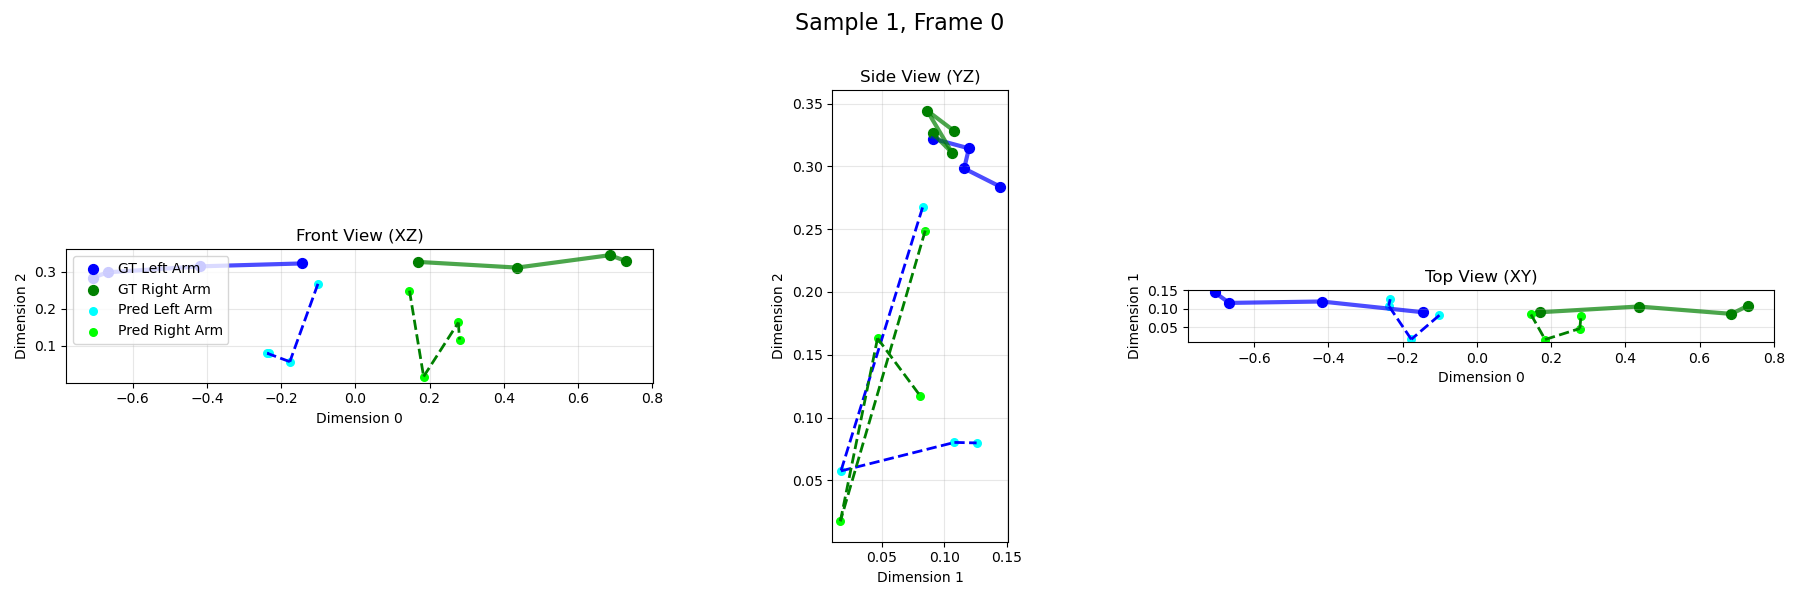 Sample 1, Frame 0
Front View (XZ)
GT Left Arm
GT Right Arm
Pred Left Arm
Pred Right Arm
Dimension 2
0.3
0.2
0.1
−0.6 −0.4 −0.2 0.0 0.2 0.4 0.6 0.8
Dimension 0
Side View (YZ)
Dimension 2
0.35
0.30
0.25
0.20
0.15
0.10
0.05
0.05 0.10 0.15
Dimension 1
Top View (XY)
Dimension 1
0.15
0.10
0.05
−0.6 −0.4 −0.2 0.0 0.2 0.4 0.6 0.8
Dimension 0